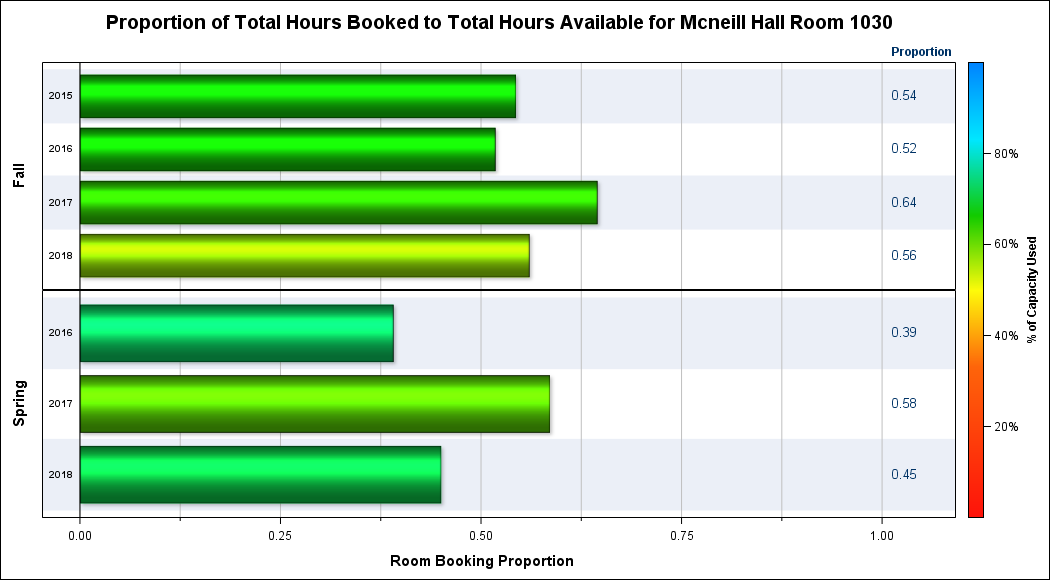 Proportion of Total Hours Booked to Total Hours Available for Mcneill Hall Room 1030
Proportion
Fall
2015 0.54
2016 0.52
2017 0.64
2018 0.56
Spring
2016 0.39
2017 0.58
2018 0.45
0.00 0.25 0.50 0.75 1.00
Room Booking Proportion
80%
60%
40%
20%
% of Capacity Used